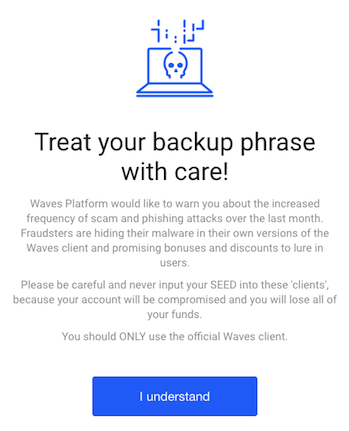 Treat your backup phrase
with care!
Waves Platform would like to warn you about the increased
frequency of scam and phishing attacks over the last month.
Fraudsters are hiding their malware in their own versions of the
Waves client and promising bonuses and discounts to lure in
users.
Please be careful and never input your SEED into these 'clients',
because your account will be compromised and you will lose all of
your funds.
You should ONLY use the official Waves client.
I understand